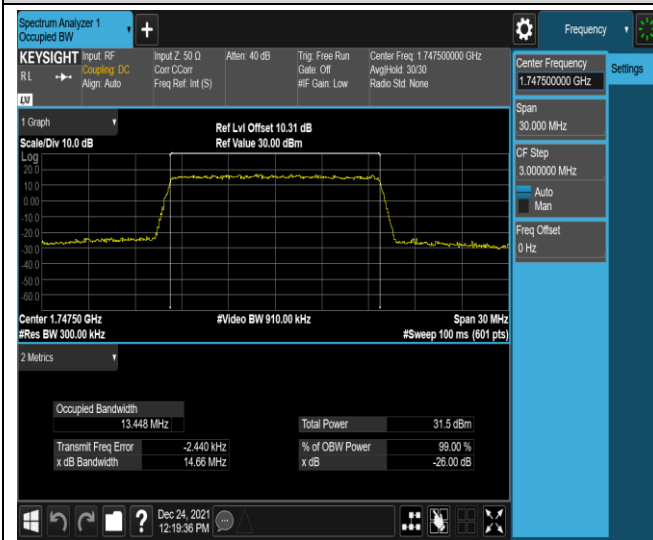 Spectrum Analyzer 1
Occupied BW
+
Frequency
KEYSIGHT
RL
LXI
Input: RF
Coupling: DC
Align: Auto
Input Z: 50 Ω
Corr CCorr
Freq Ref: Int (S)
Atten: 40 dB
Trig: Free Run
Gate: Off
#IF Gain: Low
Center Freq: 1.747500000 GHz
Avg|Hold: 30/30
Radio Std: None
Center Frequency
1.747500000 GHz
Settings
Span
30.000 MHz
CF Step
3.000000 MHz
Auto
Man
Freq Offset
0 Hz
1 Graph
Scale/Div 10.0 dB
Ref Lvl Offset 10.31 dB
Ref Value 30.00 dBm
Log
20.0
10.0
0.00
-10.0
-20.0
-30.0
-40.0
-50.0
-60.0
Center 1.74750 GHz
#Video BW 910.00 kHz
Span 30 MHz
#Res BW 300.00 kHz
#Sweep 100 ms (601 pts)
2 Metrics
Occupied Bandwidth
13.448 MHz
Total Power 31.5 dBm
Transmit Freq Error -2.440 kHz
% of OBW Power 99.00 %
x dB Bandwidth 14.66 MHz
x dB -26.00 dB
?
Dec 24, 2021
12:19:36 PM